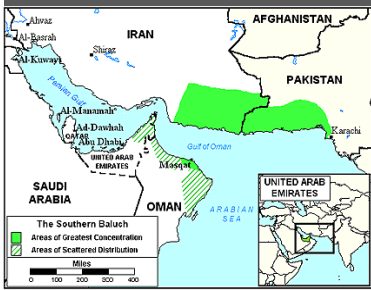 AFGHANISTAN
Ahvaz
IRAN
Al-Basrah
Shiraz
Al-Kuwayt
PAKISTAN
Persian Gulf
Al-Manamah
Karachi
Ad-Dawhah
QATAR
Abu Dhabi
Gulf of Oman
UNITED ARAB
EMIRATES
Masqat
SAUDI
ARABIA
OMAN
ARABIAN
SEA
UNITED ARAB
EMIRATES
The Southern Baluch
Areas of Greatest Concentration
Areas of Scattered Distribution
Miles
0 100 200 300 400